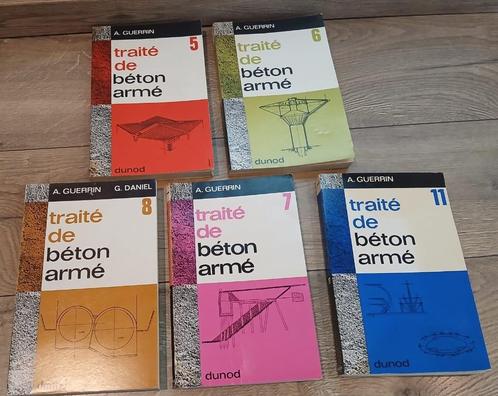 A. GUERRIN
5
traité
de
béton
armé
dunod
A. GUERRIN
6
traité
de
béton
armé
dunod
A. GUERRIN G. DANIEL
8
traité
de
béton
armé
A. GUERRIN
7
traité
de
béton
armé
dunod
A. GUERRIN
11
traité
de
béton
armé
dunod